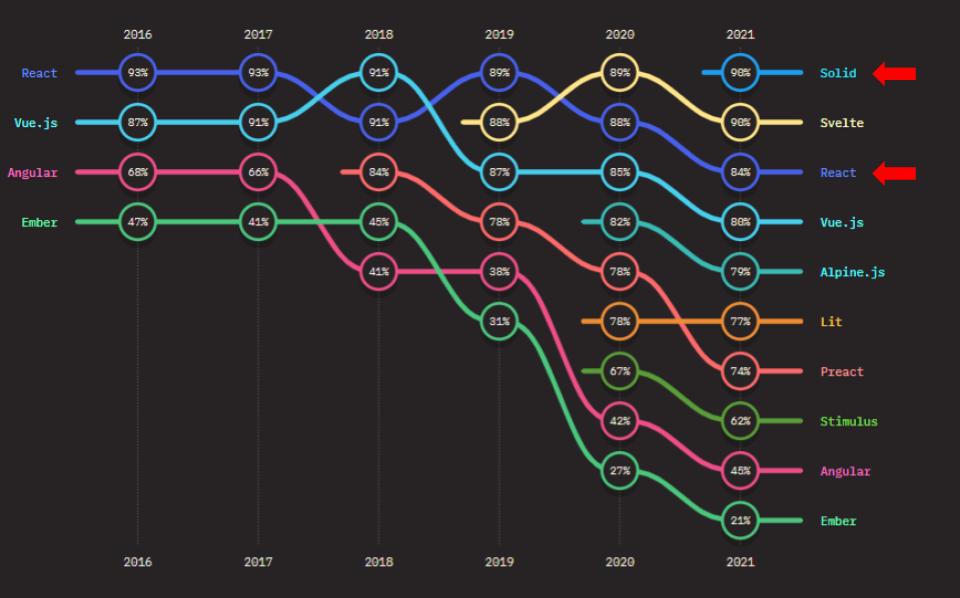 2016 2017 2018 2019 2020 2021
React 93% 93% 91% 89% 89% 90% Solid
Vue.js 87% 91% 91% 88% 88% 90% Svelte
Angular 68% 66% 84% 87% 85% 84% React
Ember 47% 41% 45% 78% 82% 80% Vue.js
41% 38% 78% 79% Alpine.js
31% 78% 77% Lit
67% 74% Preact
42% 62% Stimulus
27% 45% Angular
21% Ember
2016 2017 2018 2019 2020 2021